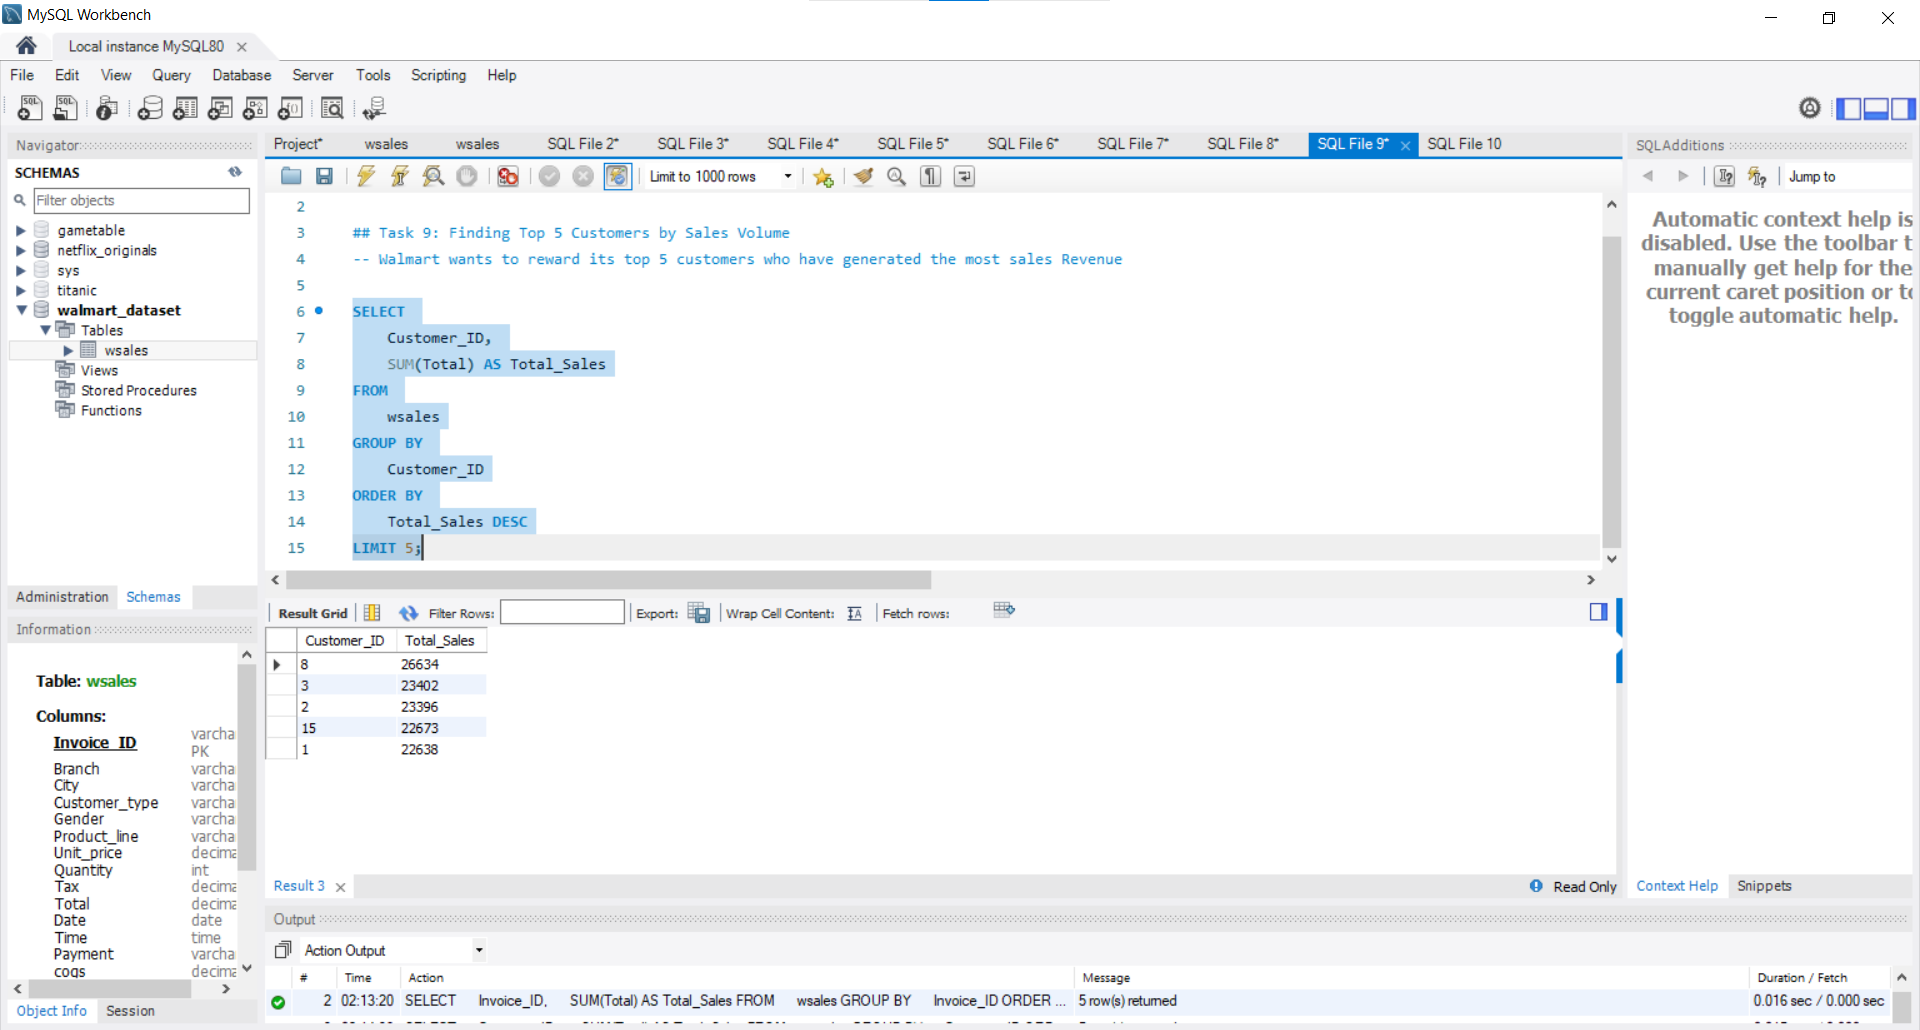 MySQL Workbench
Local instance MySQL80
File Edit View Query Database Server Tools Scripting Help
Navigator
SCHEMAS
Filter objects
gametable
netflix_originals
sys
titanic
walmart_dataset
Tables
wsales
Views
Stored Procedures
Functions
Administration Schemas
Information
Table: wsales
Columns:
Invoice_ID varcha
PK
Branch varcha
City varcha
Customer_type varcha
Gender varcha
Product_line varcha
Unit_price decima
Quantity int
Tax decima
Total decima
Date date
Time time
Payment varcha
cogs decima
Object Info Session
Project* wsales wsales SQL File 2* SQL File 3* SQL File 4* SQL File 5* SQL File 6* SQL File 7* SQL File 8* SQL File 9* SQL File 10
Limit to 1000 rows
2
3 ## Task 9: Finding Top 5 Customers by Sales Volume
4 -- Walmart wants to reward its top 5 customers who have generated the most sales Revenue
5
6 SELECT
7 Customer_ID,
8 SUM(Total) AS Total_Sales
9 FROM
10 wsales
11 GROUP BY
12 Customer_ID
13 ORDER BY
14 Total_Sales DESC
15 LIMIT 5;
Result Grid Filter Rows: Export: Wrap Cell Content: Fetch rows:
Customer_ID Total_Sales
8 26634
3 23402
2 23396
15 22673
1 22638
Result 3 Read Only
Output
Action Output
# Time Action Message Duration / Fetch
2 02:13:20 SELECT Invoice_ID, SUM(Total) AS Total_Sales FROM wsales GROUP BY Invoice_ID ORDER ... 5 row(s) returned 0.016 sec / 0.000 sec
SQLAdditions
Jump to
Automatic context help is
disabled. Use the toolbar t
manually get help for the
current caret position or to
toggle automatic help.
Context Help Snippets